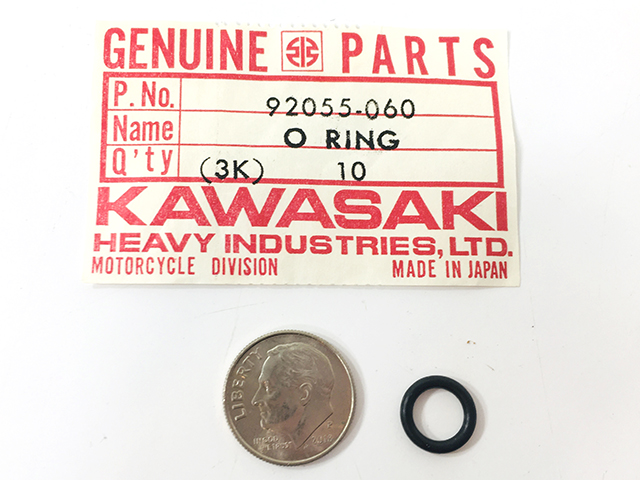 GENUINE PARTS
P. No. 92055-060
Name O RING
Q'ty (3K) 10
KAWASAKI
HEAVY INDUSTRIES, LTD.
MOTORCYCLE DIVISION MADE IN JAPAN
LIBERTY